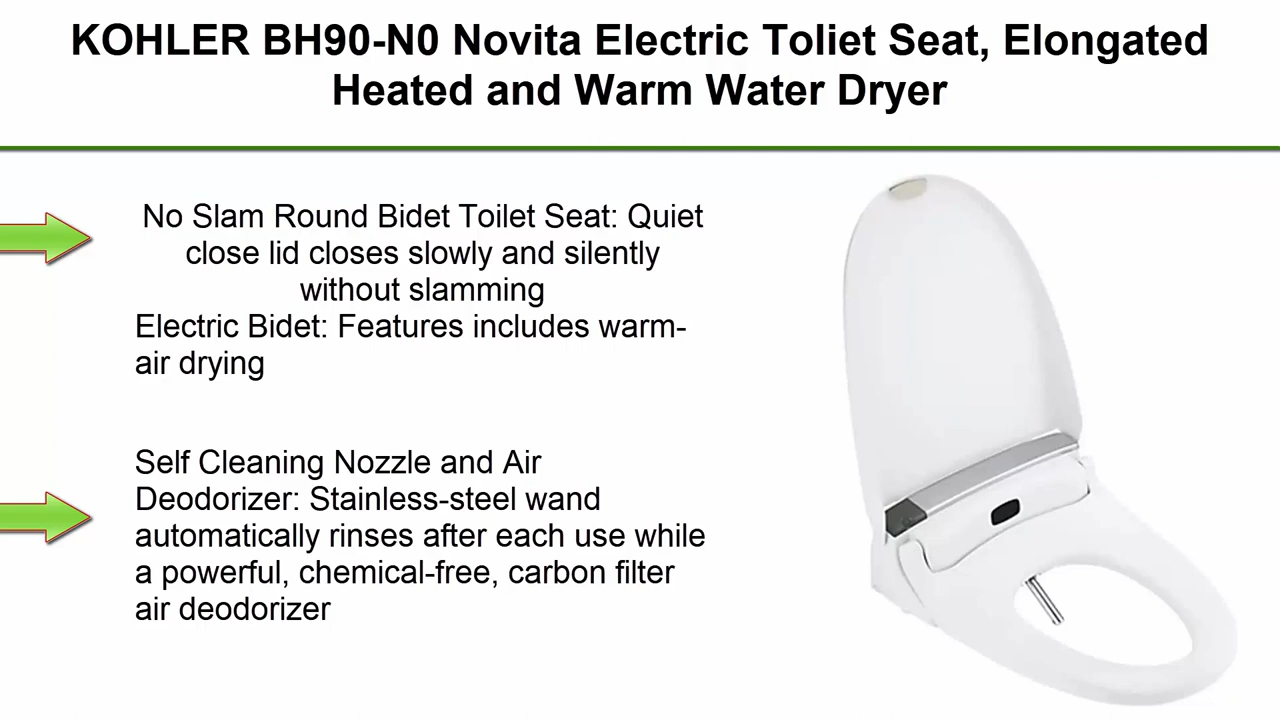 KOHLER BH90-N0 Novita Electric Toliet Seat, Elongated
Heated and Warm Water Dryer
No Slam Round Bidet Toilet Seat: Quiet
close lid closes slowly and silently
without slamming
Electric Bidet: Features includes warm-
air drying
Self Cleaning Nozzle and Air
Deodorizer: Stainless-steel wand
automatically rinses after each use while
a powerful, chemical-free, carbon filter
air deodorizer